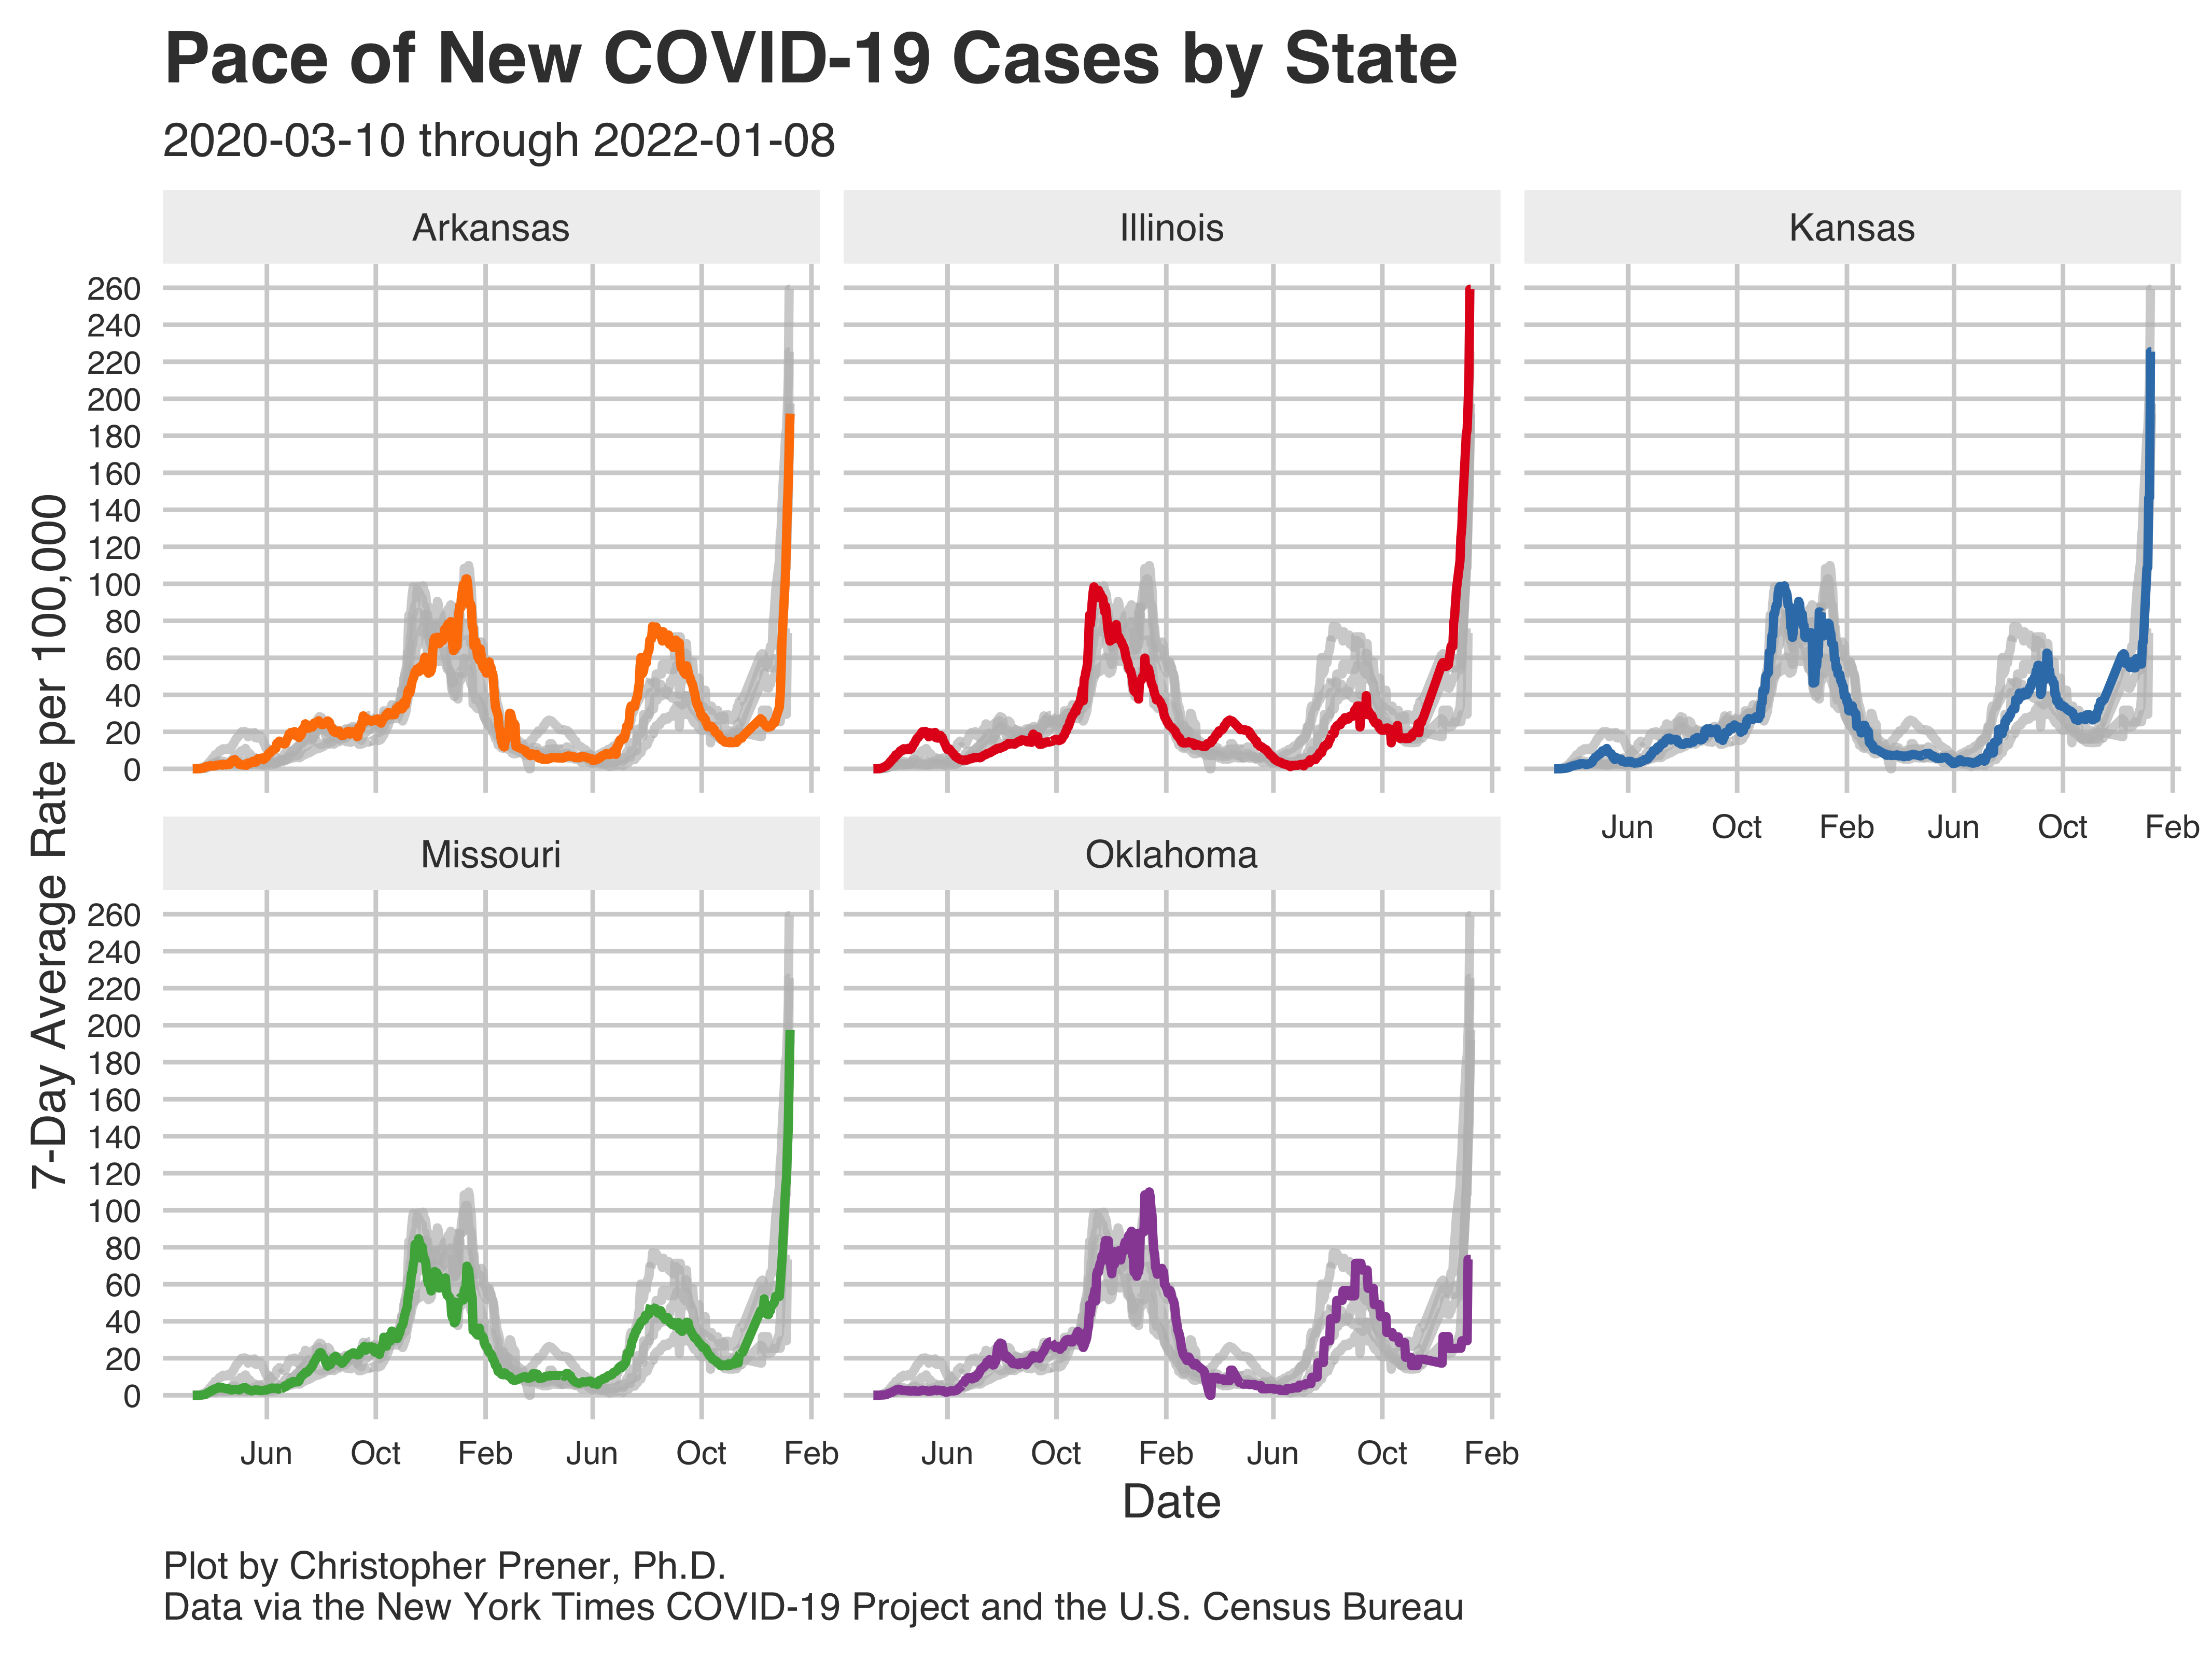 Pace of New COVID-19 Cases by State
2020-03-10 through 2022-01-08
Arkansas
Illinois
Kansas
260
240
220
200
180
160
140
120
100
80
60
40
20
0
Jun Oct Feb Jun Oct Feb
7-Day Average Rate per 100,000
Missouri
Oklahoma
260
240
220
200
180
160
140
120
100
80
60
40
20
0
Jun Oct Feb Jun Oct Feb
Jun Oct Feb Jun Oct Feb
Date
Plot by Christopher Prener, Ph.D.
Data via the New York Times COVID-19 Project and the U.S. Census Bureau